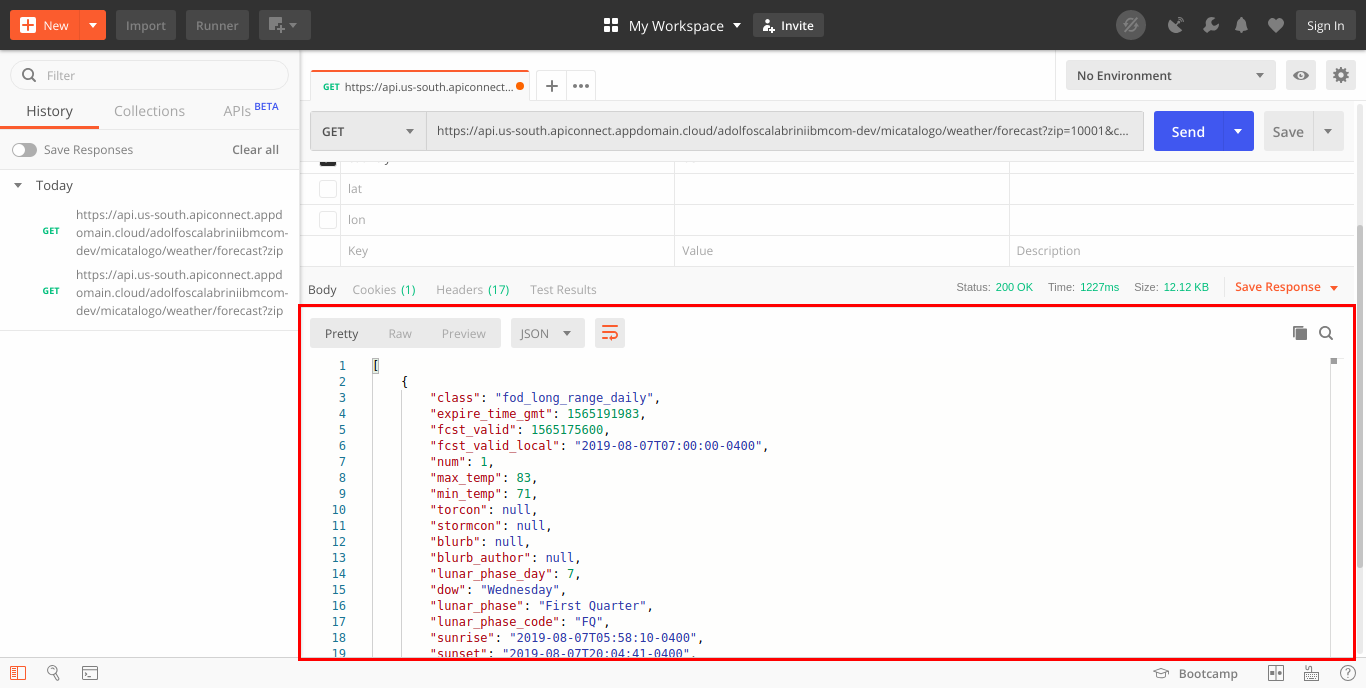 New
Import
Runner
My Workspace
Invite
Sign In
Filter
History
Collections
APIs BETA
Save Responses
Clear all
Today
GET
https://api.us-south.apiconnect.appd
omain.cloud/adolfoscalabriniibmcom-
dev/micatalogo/weather/forecast?zip
GET
https://api.us-south.apiconnect.appd
omain.cloud/adolfoscalabriniibmcom-
dev/micatalogo/weather/forecast?zip
GET https://api.us-south.apiconnect...
No Environment
GET
https://api.us-south.apiconnect.appdomain.cloud/adolfoscalabriniibmcom-dev/micatalogo/weather/forecast?zip=10001&c...
Send
Save
lat
lon
Key Value Description
Body Cookies (1) Headers (17) Test Results
Status: 200 OK Time: 1227ms Size: 12.12 KB
Save Response
Pretty Raw Preview JSON
1 [
2 {
3 "class": "fod_long_range_daily",
4 "expire_time_gmt": 1565191983,
5 "fcst_valid": 1565175600,
6 "fcst_valid_local": "2019-08-07T07:00:00-0400",
7 "num": 1,
8 "max_temp": 83,
9 "min_temp": 71,
10 "torcon": null,
11 "stormcon": null,
12 "blurb": null,
13 "blurb_author": null,
14 "lunar_phase_day": 7,
15 "dow": "Wednesday",
16 "lunar_phase": "First Quarter",
17 "lunar_phase_code": "FQ",
18 "sunrise": "2019-08-07T05:58:10-0400",
19 "sunset": "2019-08-07T20:04:41-0400",
Bootcamp